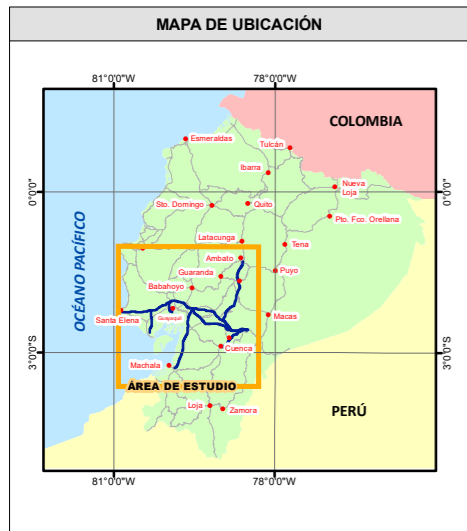 MAPA DE UBICACIÓN
81°0'0"W
78°0'0"W
COLOMBIA
Esmeraldas
Tulcán
Ibarra
Nueva
Loja
0°0'0"
0°0'0"
Sto. Domingo
Quito
Pto. Fco. Orellana
OCÉANO PACÍFICO
Latacunga
Tena
Ambato
Guaranda
Puyo
Babahoyo
Santa Elena
Guayaquil
Macas
3°0'0"S
3°0'0"S
Cuenca
Machala
ÁREA DE ESTUDIO
Loja
Zamora
PERÚ
81°0'0"W
78°0'0"W